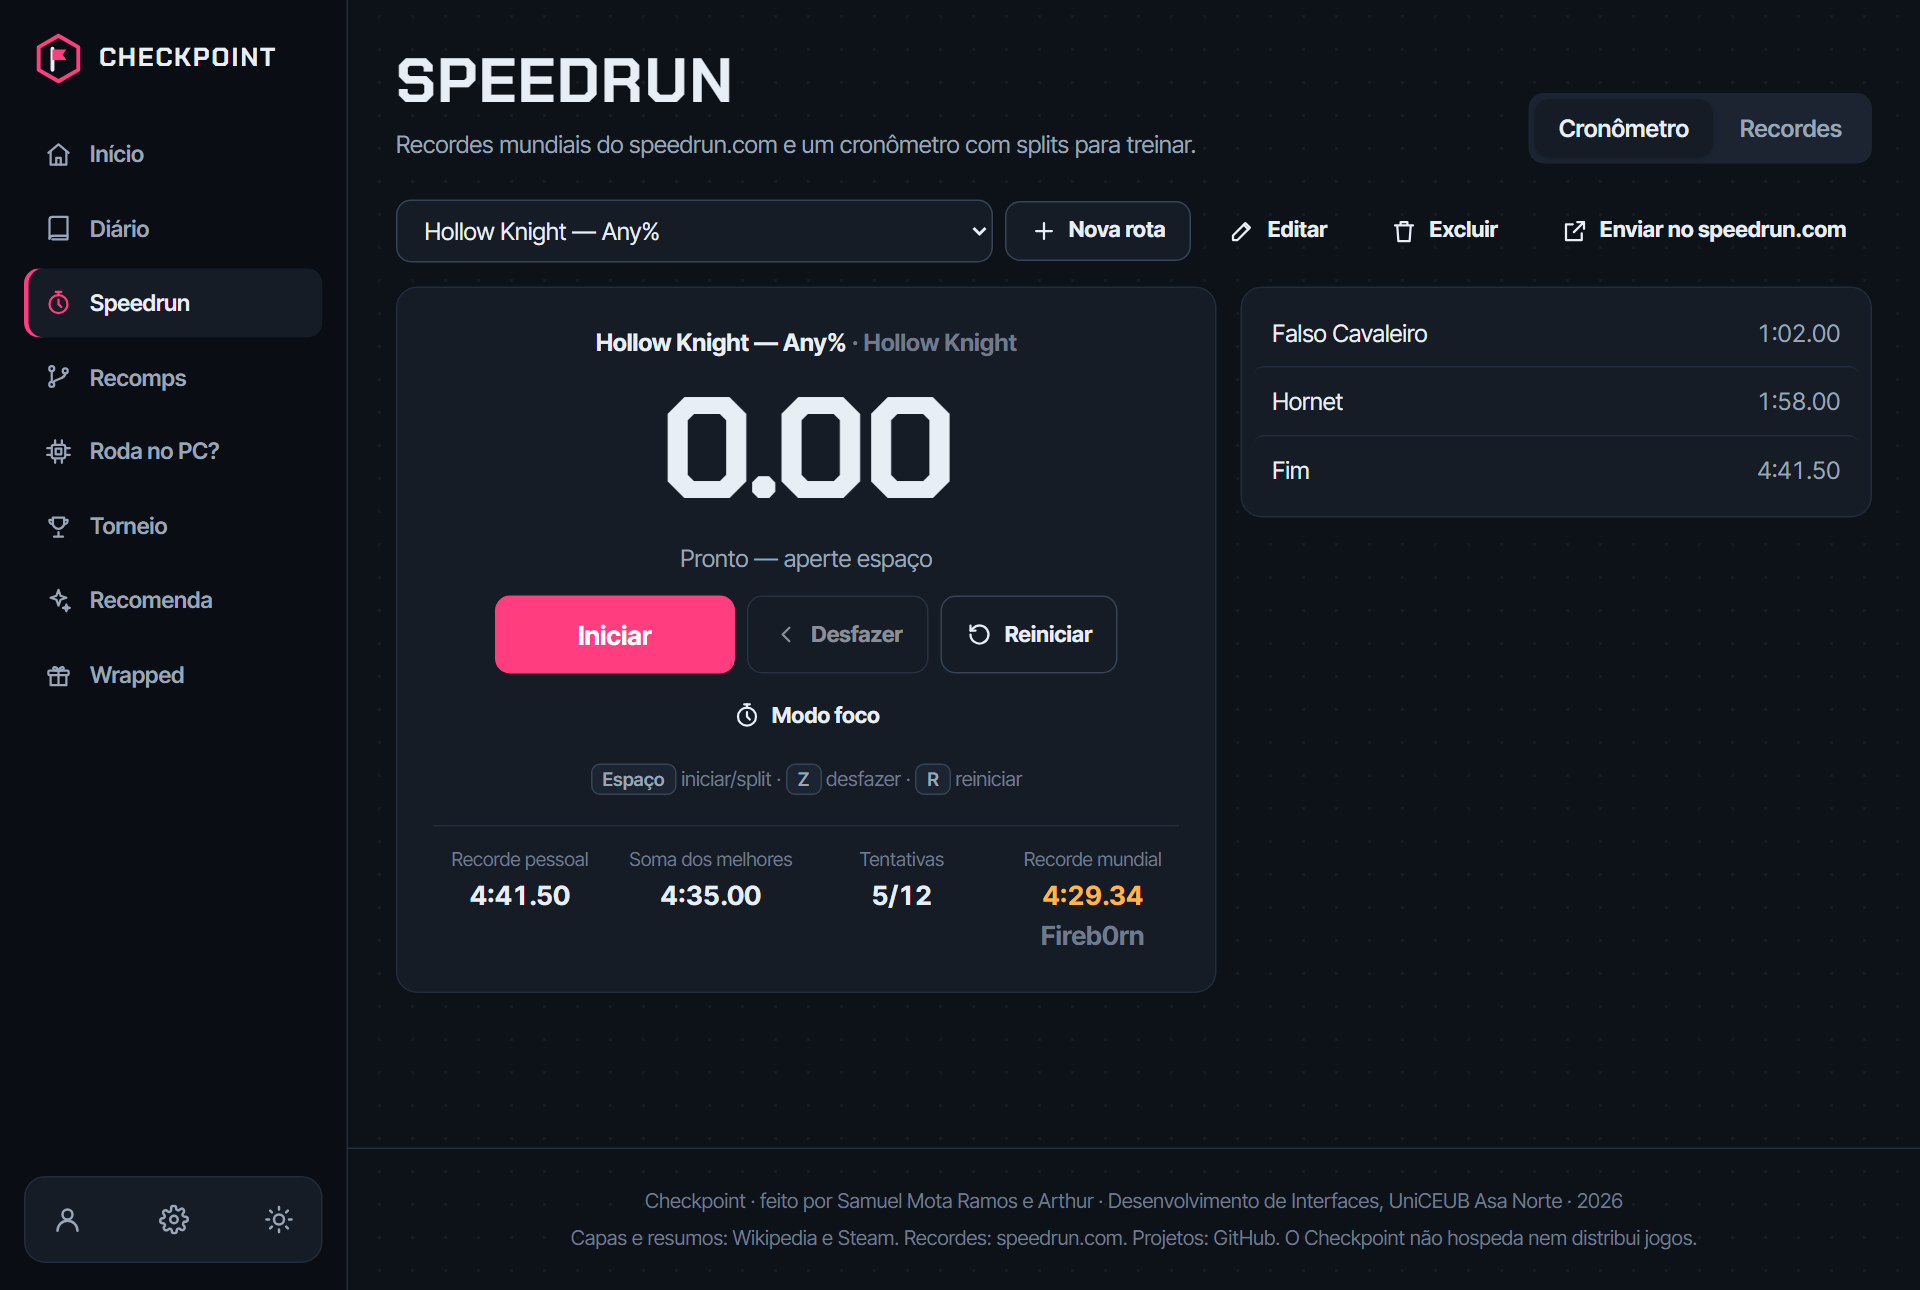 CHECKPOINT
Início
Diário
Speedrun
Recomps
Roda no PC?
Torneio
Recomenda
Wrapped
SPEEDRUN
Recordes mundiais do speedrun.com e um cronômetro com splits para treinar.
Cronômetro
Recordes
Hollow Knight — Any%
Nova rota
Editar
Excluir
Enviar no speedrun.com
Hollow Knight — Any% · Hollow Knight
0.00
Pronto — aperte espaço
Iniciar
Desfazer
Reiniciar
Modo foco
Espaço iniciar/split · Z desfazer · R reiniciar
Recorde pessoal
4:41.50
Soma dos melhores
4:35.00
Tentativas
5/12
Recorde mundial
4:29.34
Fireb0rn
Falso Cavaleiro 1:02.00
Hornet 1:58.00
Fim 4:41.50
Checkpoint · feito por Samuel Mota Ramos e Arthur · Desenvolvimento de Interfaces, UniCEUB Asa Norte · 2026
Capas e resumos: Wikipedia e Steam. Recordes: speedrun.com. Projetos: GitHub. O Checkpoint não hospeda nem distribui jogos.